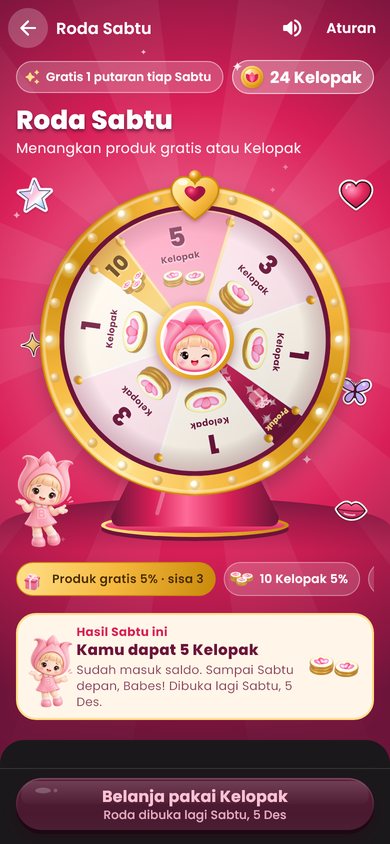 Roda Sabtu
Aturan
Gratis 1 putaran tiap Sabtu
24 Kelopak
Roda Sabtu
Menangkan produk gratis atau Kelopak
5
Kelopak
3
Kelopak
1
Kelopak
Produk
1
Kelopak
3
Kelopak
1
Kelopak
10
Produk gratis 5% · sisa 3
10 Kelopak 5%
Hasil Sabtu ini
Kamu dapat 5 Kelopak
Sudah masuk saldo. Sampai Sabtu
depan, Babes! Dibuka lagi Sabtu, 5
Des.
Belanja pakai Kelopak
Roda dibuka lagi Sabtu, 5 Des